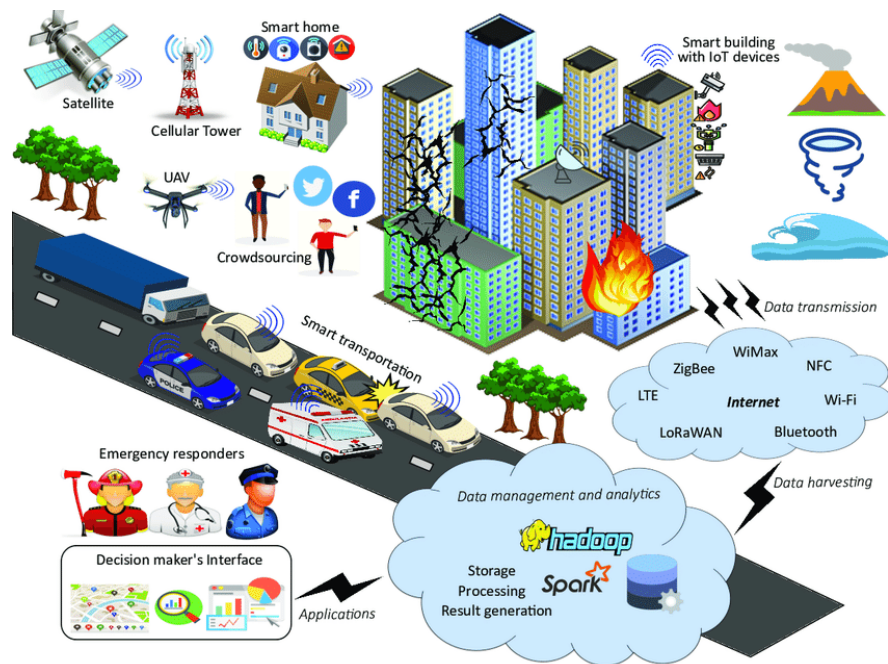 Smart home
Smart building
with IoT devices
Satellite
Cellular Tower
UAV
Crowdsourcing
Data transmission
Smart transportation
POLICE
AMBULANCE
WiMax
ZigBee
NFC
LTE
Internet
Wi-Fi
LoRaWAN
Bluetooth
Emergency responders
Data management and analytics
Data harvesting
hadoop
Decision maker's Interface
Storage
Spark
Processing
Result generation
Applications